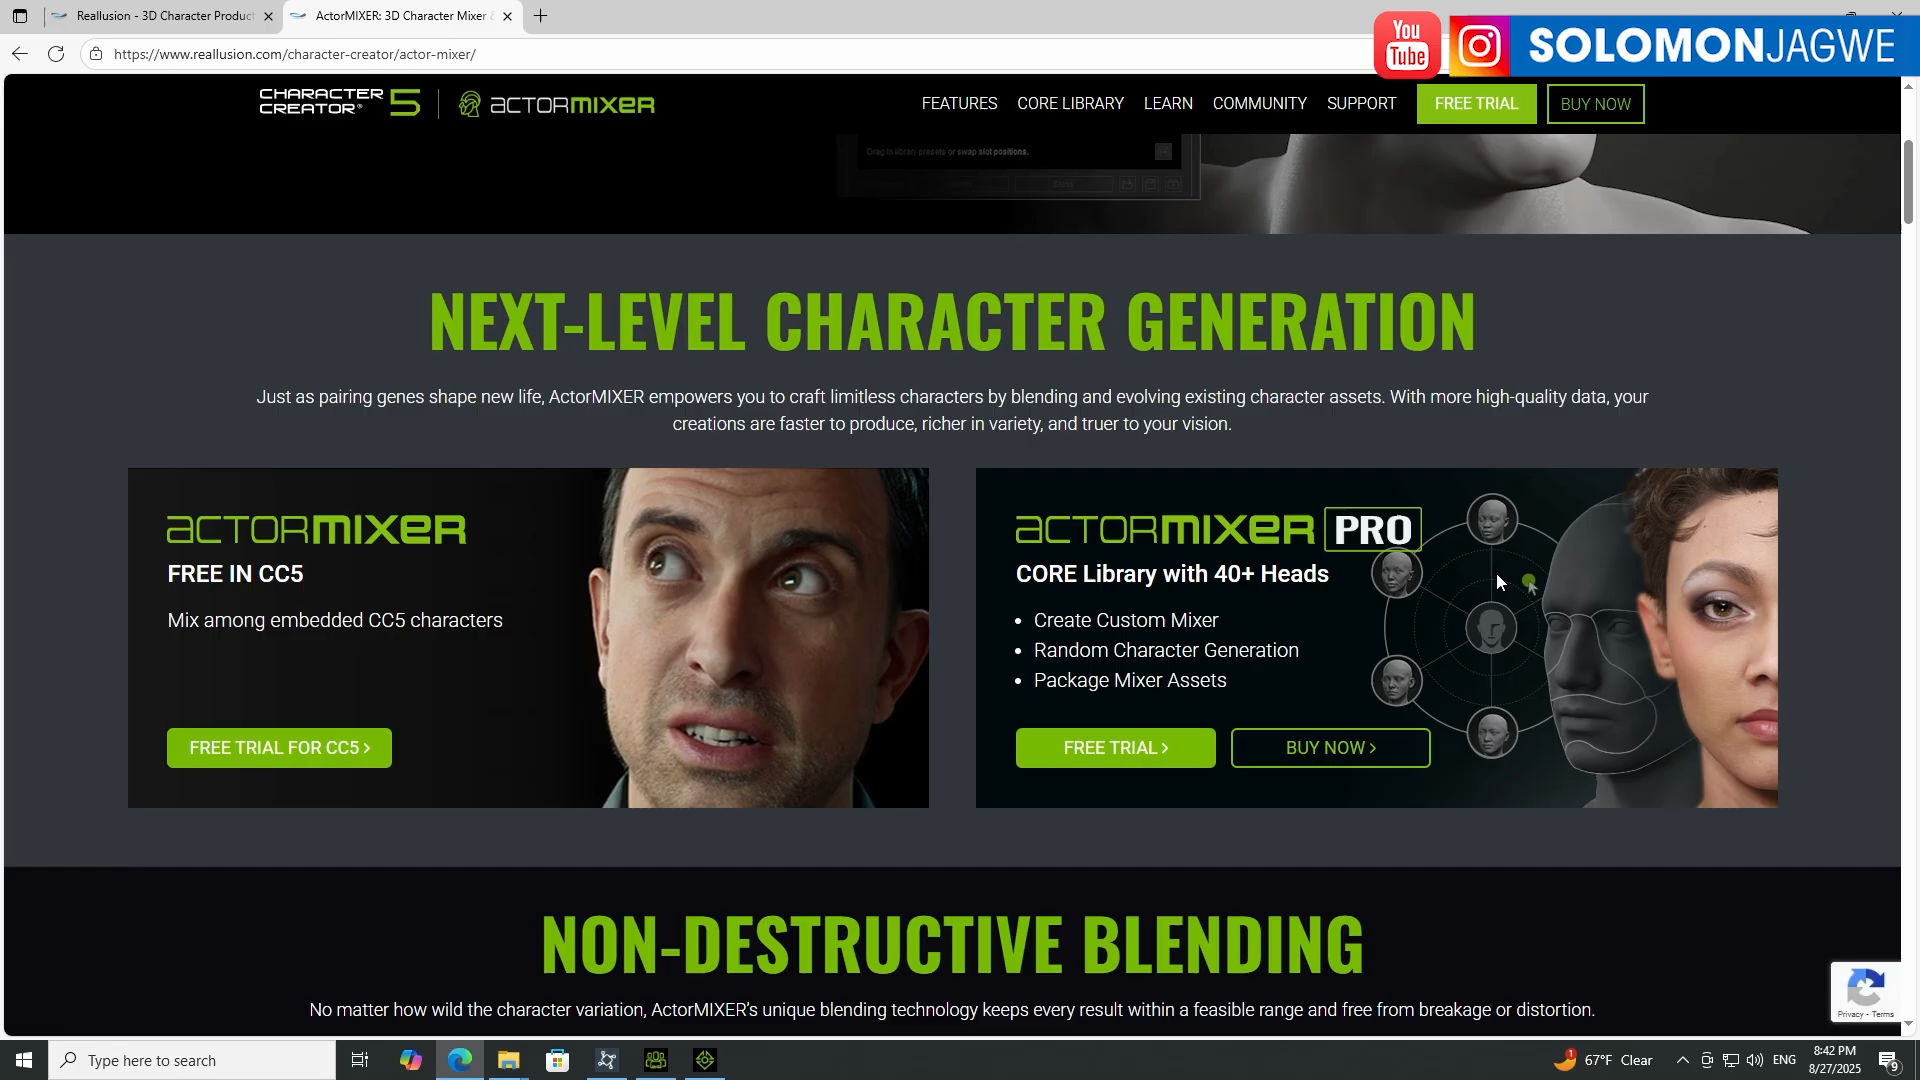 Reallusion - 3D Character Product
ActorMIXER: 3D Character Mixer &
https://www.reallusion.com/character-creator/actor-mixer/
You
Tube
SOLOMONJAGWE
CHARACTER
CREATOR® 5
ACTORMIXER
FEATURES
CORE LIBRARY
LEARN
COMMUNITY
SUPPORT
FREE TRIAL
BUY NOW
Drag in library presets or swap slot positions.
NEXT-LEVEL CHARACTER GENERATION
Just as pairing genes shape new life, ActorMIXER empowers you to craft limitless characters by blending and evolving existing character assets. With more high-quality data, your
creations are faster to produce, richer in variety, and truer to your vision.
ACTORMIXER
FREE IN CC5
Mix among embedded CC5 characters
FREE TRIAL FOR CC5 >
ACTORMIXER PRO
CORE Library with 40+ Heads
• Create Custom Mixer
• Random Character Generation
• Package Mixer Assets
FREE TRIAL >
BUY NOW >
NON-DESTRUCTIVE BLENDING
No matter how wild the character variation, ActorMIXER's unique blending technology keeps every result within a feasible range and free from breakage or distortion.
Privacy - Terms
Type here to search
1
67°F Clear
ENG
8:42 PM
8/27/2025
9